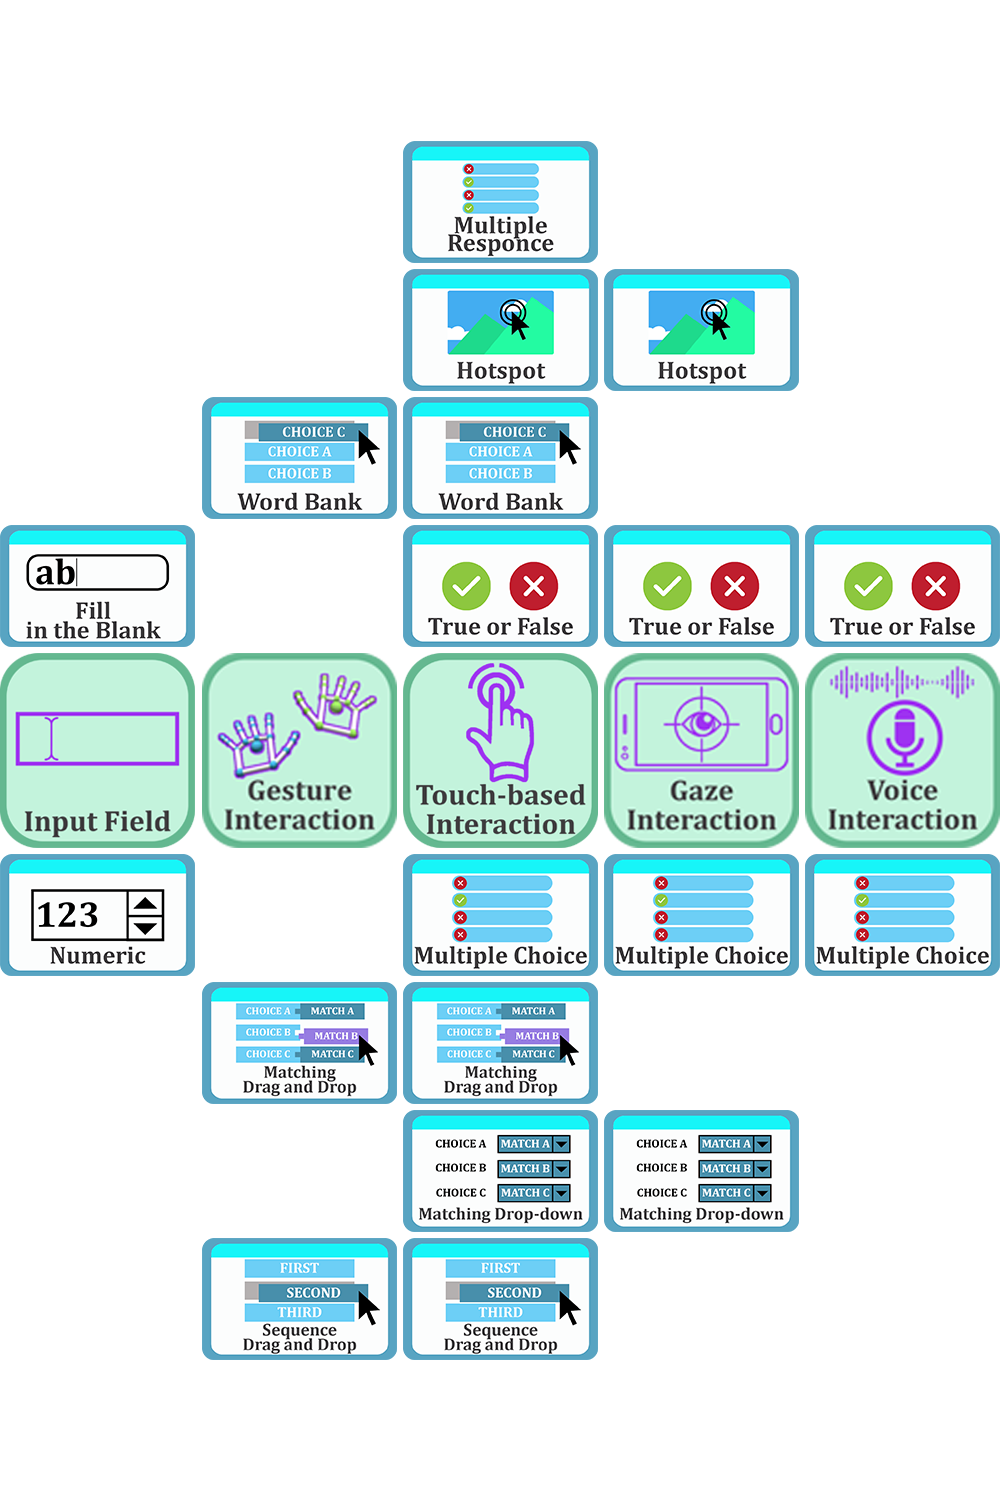 Multiple
Responce
Hotspot
Hotspot
CHOICE C
CHOICE A
CHOICE B
Word Bank
CHOICE C
CHOICE A
CHOICE B
Word Bank
ab
Fill
in the Blank
True or False
True or False
True or False
Input Field
Gesture
Interaction
Touch-based
Interaction
Gaze
Interaction
Voice
Interaction
123
Numeric
Multiple Choice
Multiple Choice
Multiple Choice
CHOICE A MATCH A
CHOICE B MATCH B
CHOICE C MATCH C
Matching
Drag and Drop
CHOICE A MATCH A
CHOICE B MATCH B
CHOICE C MATCH C
Matching
Drag and Drop
CHOICE A MATCH A
CHOICE B MATCH B
CHOICE C MATCH C
Matching Drop-down
CHOICE A MATCH A
CHOICE B MATCH B
CHOICE C MATCH C
Matching Drop-down
FIRST
SECOND
THIRD
Sequence
Drag and Drop
FIRST
SECOND
THIRD
Sequence
Drag and Drop